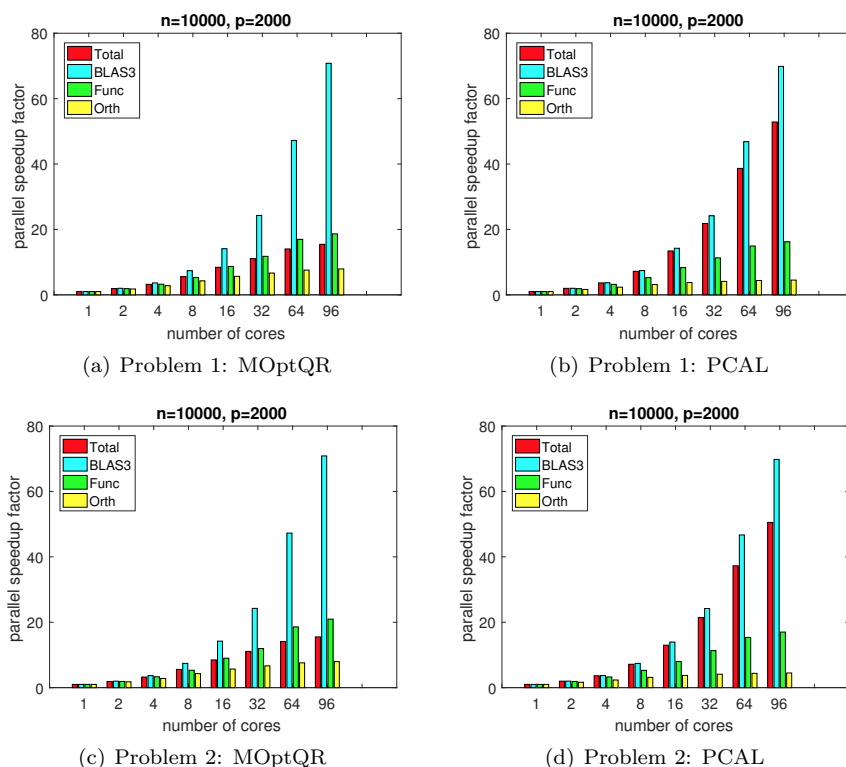 n=10000, p=2000
80
60
40
20
0
parallel speedup factor
Total
BLAS3
Func
Orth
1 2 4 8 16 32 64 96
number of cores
(a) Problem 1: MOptQR
n=10000, p=2000
80
60
40
20
0
parallel speedup factor
Total
BLAS3
Func
Orth
1 2 4 8 16 32 64 96
number of cores
(b) Problem 1: PCAL
n=10000, p=2000
80
60
40
20
0
parallel speedup factor
Total
BLAS3
Func
Orth
1 2 4 8 16 32 64 96
number of cores
(c) Problem 2: MOptQR
n=10000, p=2000
80
60
40
20
0
parallel speedup factor
Total
BLAS3
Func
Orth
1 2 4 8 16 32 64 96
number of cores
(d) Problem 2: PCAL